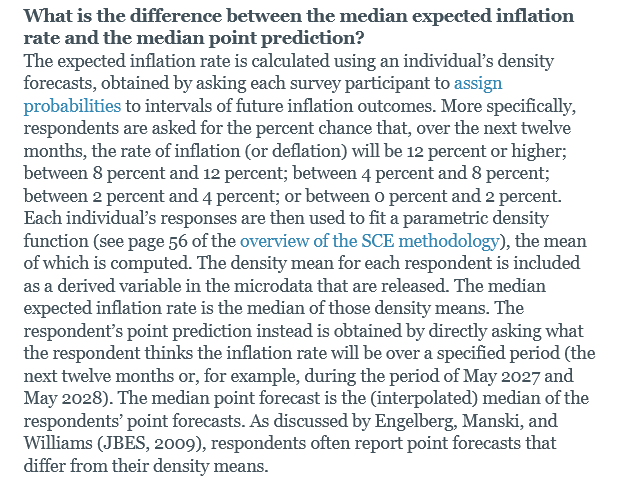 What is the difference between the median expected inflation
rate and the median point prediction?
The expected inflation rate is calculated using an individual’s density
forecasts, obtained by asking each survey participant to assign
probabilities to intervals of future inflation outcomes. More specifically,
respondents are asked for the percent chance that, over the next twelve
months, the rate of inflation (or deflation) will be 12 percent or higher;
between 8 percent and 12 percent; between 4 percent and 8 percent;
between 2 percent and 4 percent; or between 0 percent and 2 percent.
Each individual’s responses are then used to fit a parametric density
function (see page 56 of the overview of the SCE methodology), the mean
of which is computed. The density mean for each respondent is included
as a derived variable in the microdata that are released. The median
expected inflation rate is the median of those density means. The
respondent’s point prediction instead is obtained by directly asking what
the respondent thinks the inflation rate will be over a specified period (the
next twelve months or, for example, during the period of May 2027 and
May 2028). The median point forecast is the (interpolated) median of the
respondents’ point forecasts. As discussed by Engelberg, Manski, and
Williams (JBES, 2009), respondents often report point forecasts that
differ from their density means.